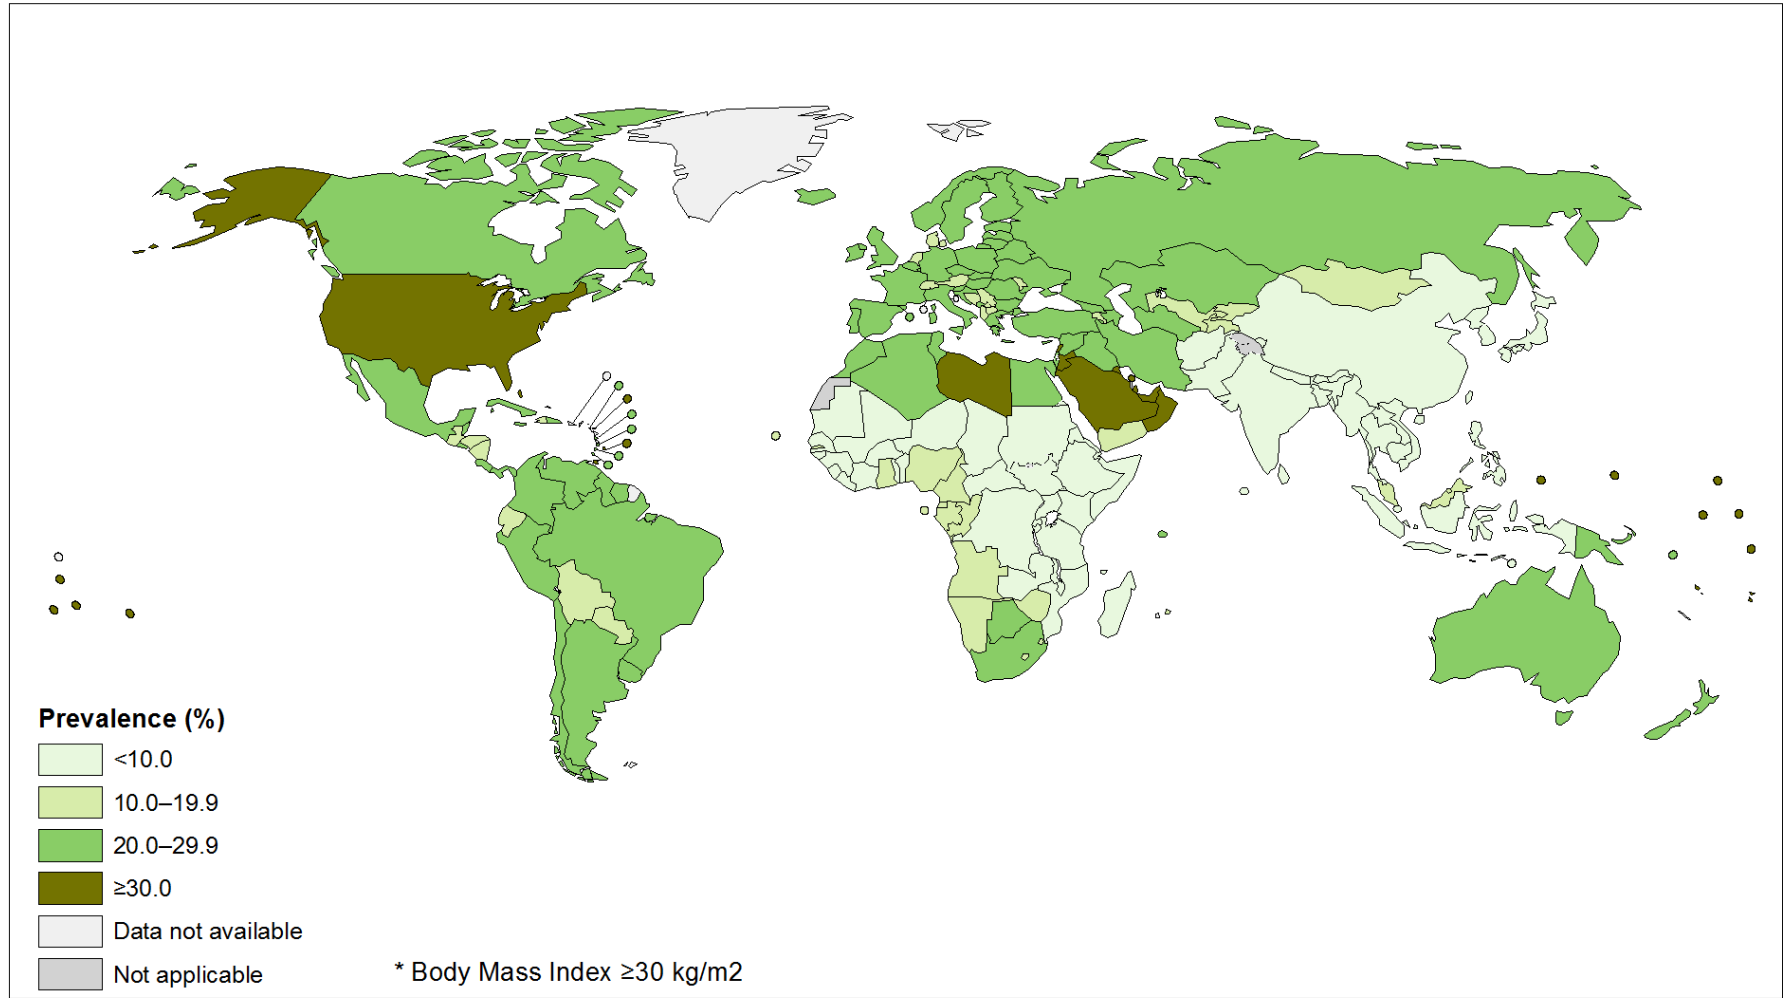 Prevalence (%)
<10.0
10.0–19.9
20.0–29.9
≥30.0
Data not available
Not applicable
* Body Mass Index ≥30 kg/m2